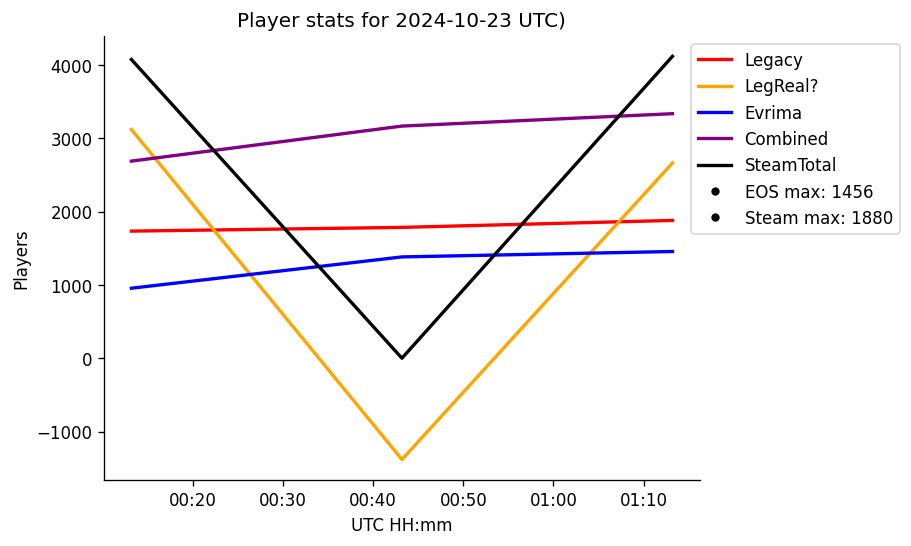 Player stats for 2024-10-23 UTC)
4000
3000
2000
1000
0
−1000
Players
00:20
00:30
00:40
00:50
01:00
01:10
UTC HH:mm
Legacy
LegReal?
Evrima
Combined
SteamTotal
EOS max: 1456
Steam max: 1880